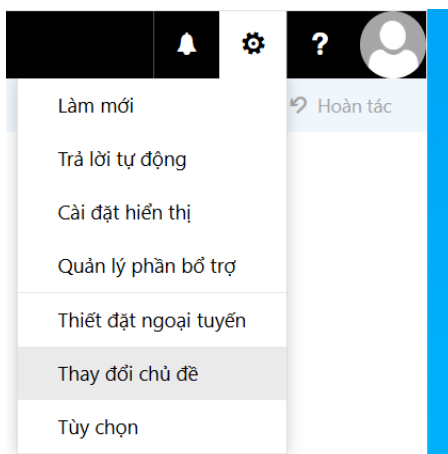 ?
Làm mới
Hoàn tác
Trả lời tự động
Cài đặt hiển thị
Quản lý phần bổ trợ
Thiết đặt ngoại tuyến
Thay đổi chủ đề
Tùy chọn